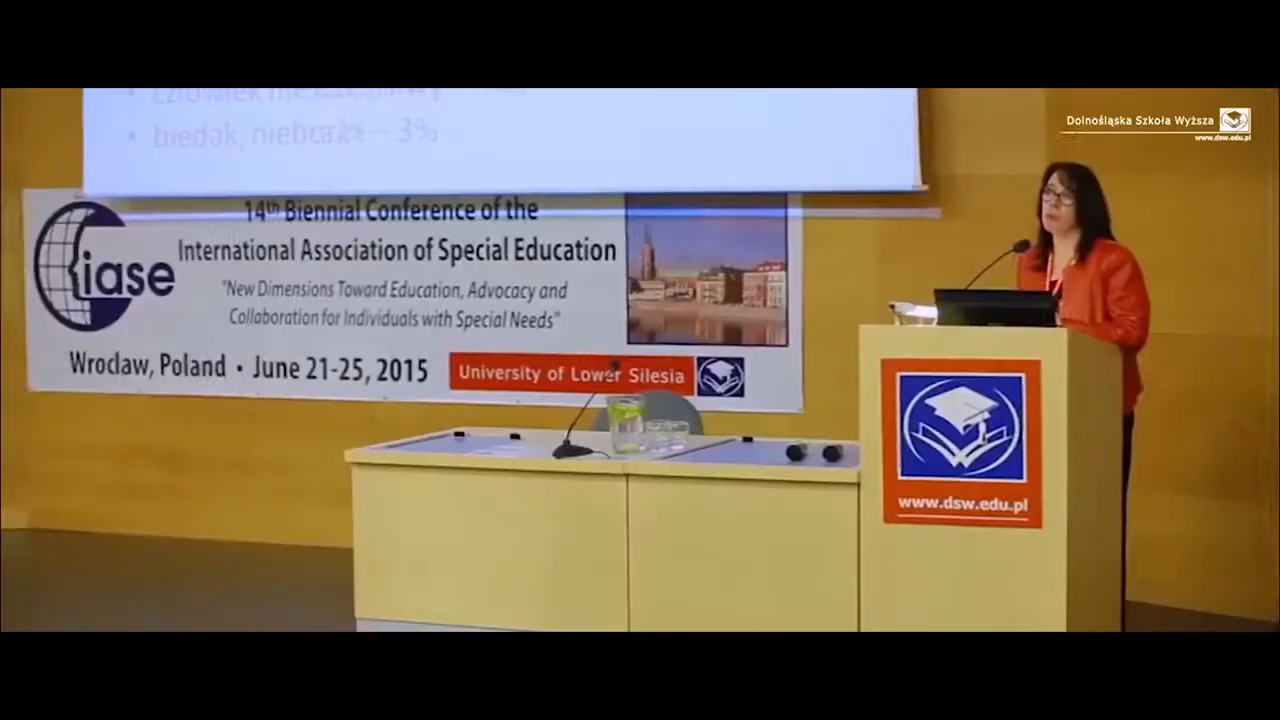 biedak, – 3%
Dolnośląska Szkoła Wyższa
www.dsw.edu.pl
14th Biennial Conference of the
International Association of Special Education
iase
"New Dimensions Toward Education, Advocacy and
Collaboration for Individuals with Special Needs"
Wrocław, Poland • June 21-25, 2015
University of Lower Silesia
www.dsw.edu.pl